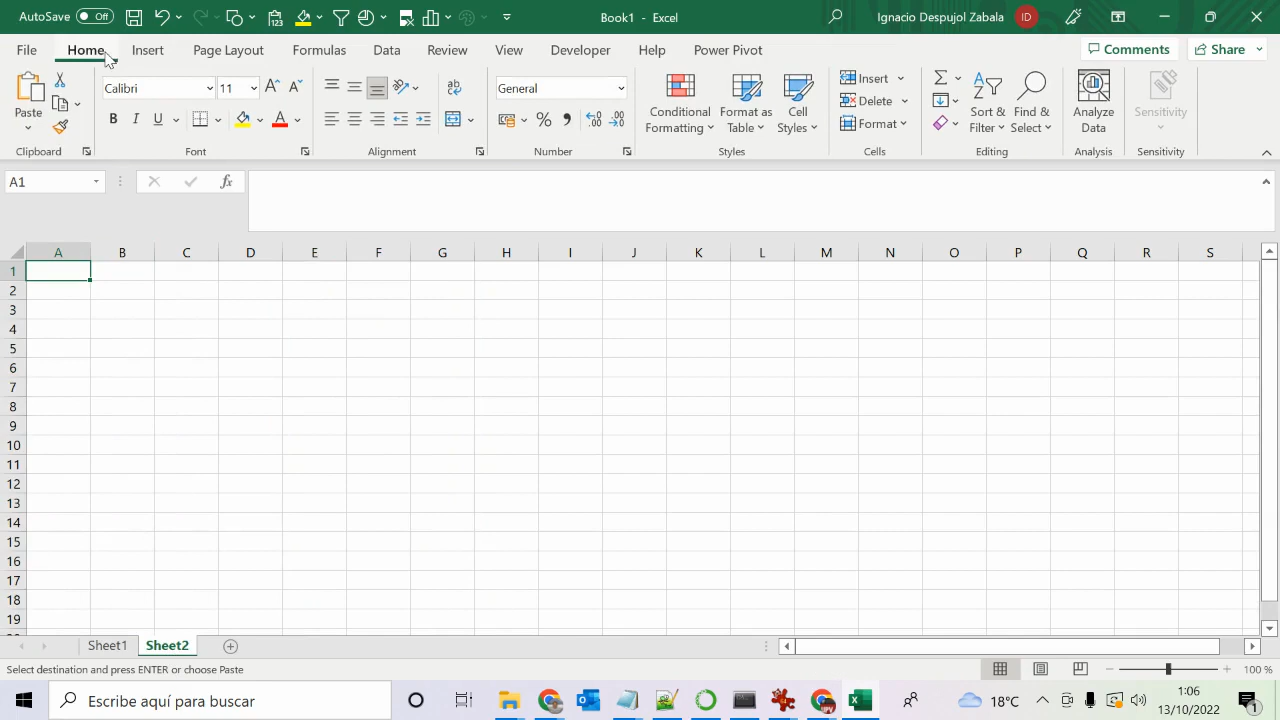 AutoSave Off Book1 - Excel Ignacio Despujol Zabala ID
File Home Insert Page Layout Formulas Data Review View Developer Help Power Pivot Comments Share
Paste Calibri 11 General Conditional Formatting Format as Table Cell Styles Insert Delete Format Sort & Filter Find & Select Analyze Data Sensitivity
Clipboard Font Alignment Number Styles Cells Editing Analysis Sensitivity
A1 fx
A B C D E F G H I J K L M N O P Q R S
1
2
3
4
5
6
7
8
9
10
11
12
13
14
15
16
17
18
19
Sheet1 Sheet2
Select destination and press ENTER or choose Paste 100 %
Escribe aquí para buscar 18°C 1:06
13/10/2022 1